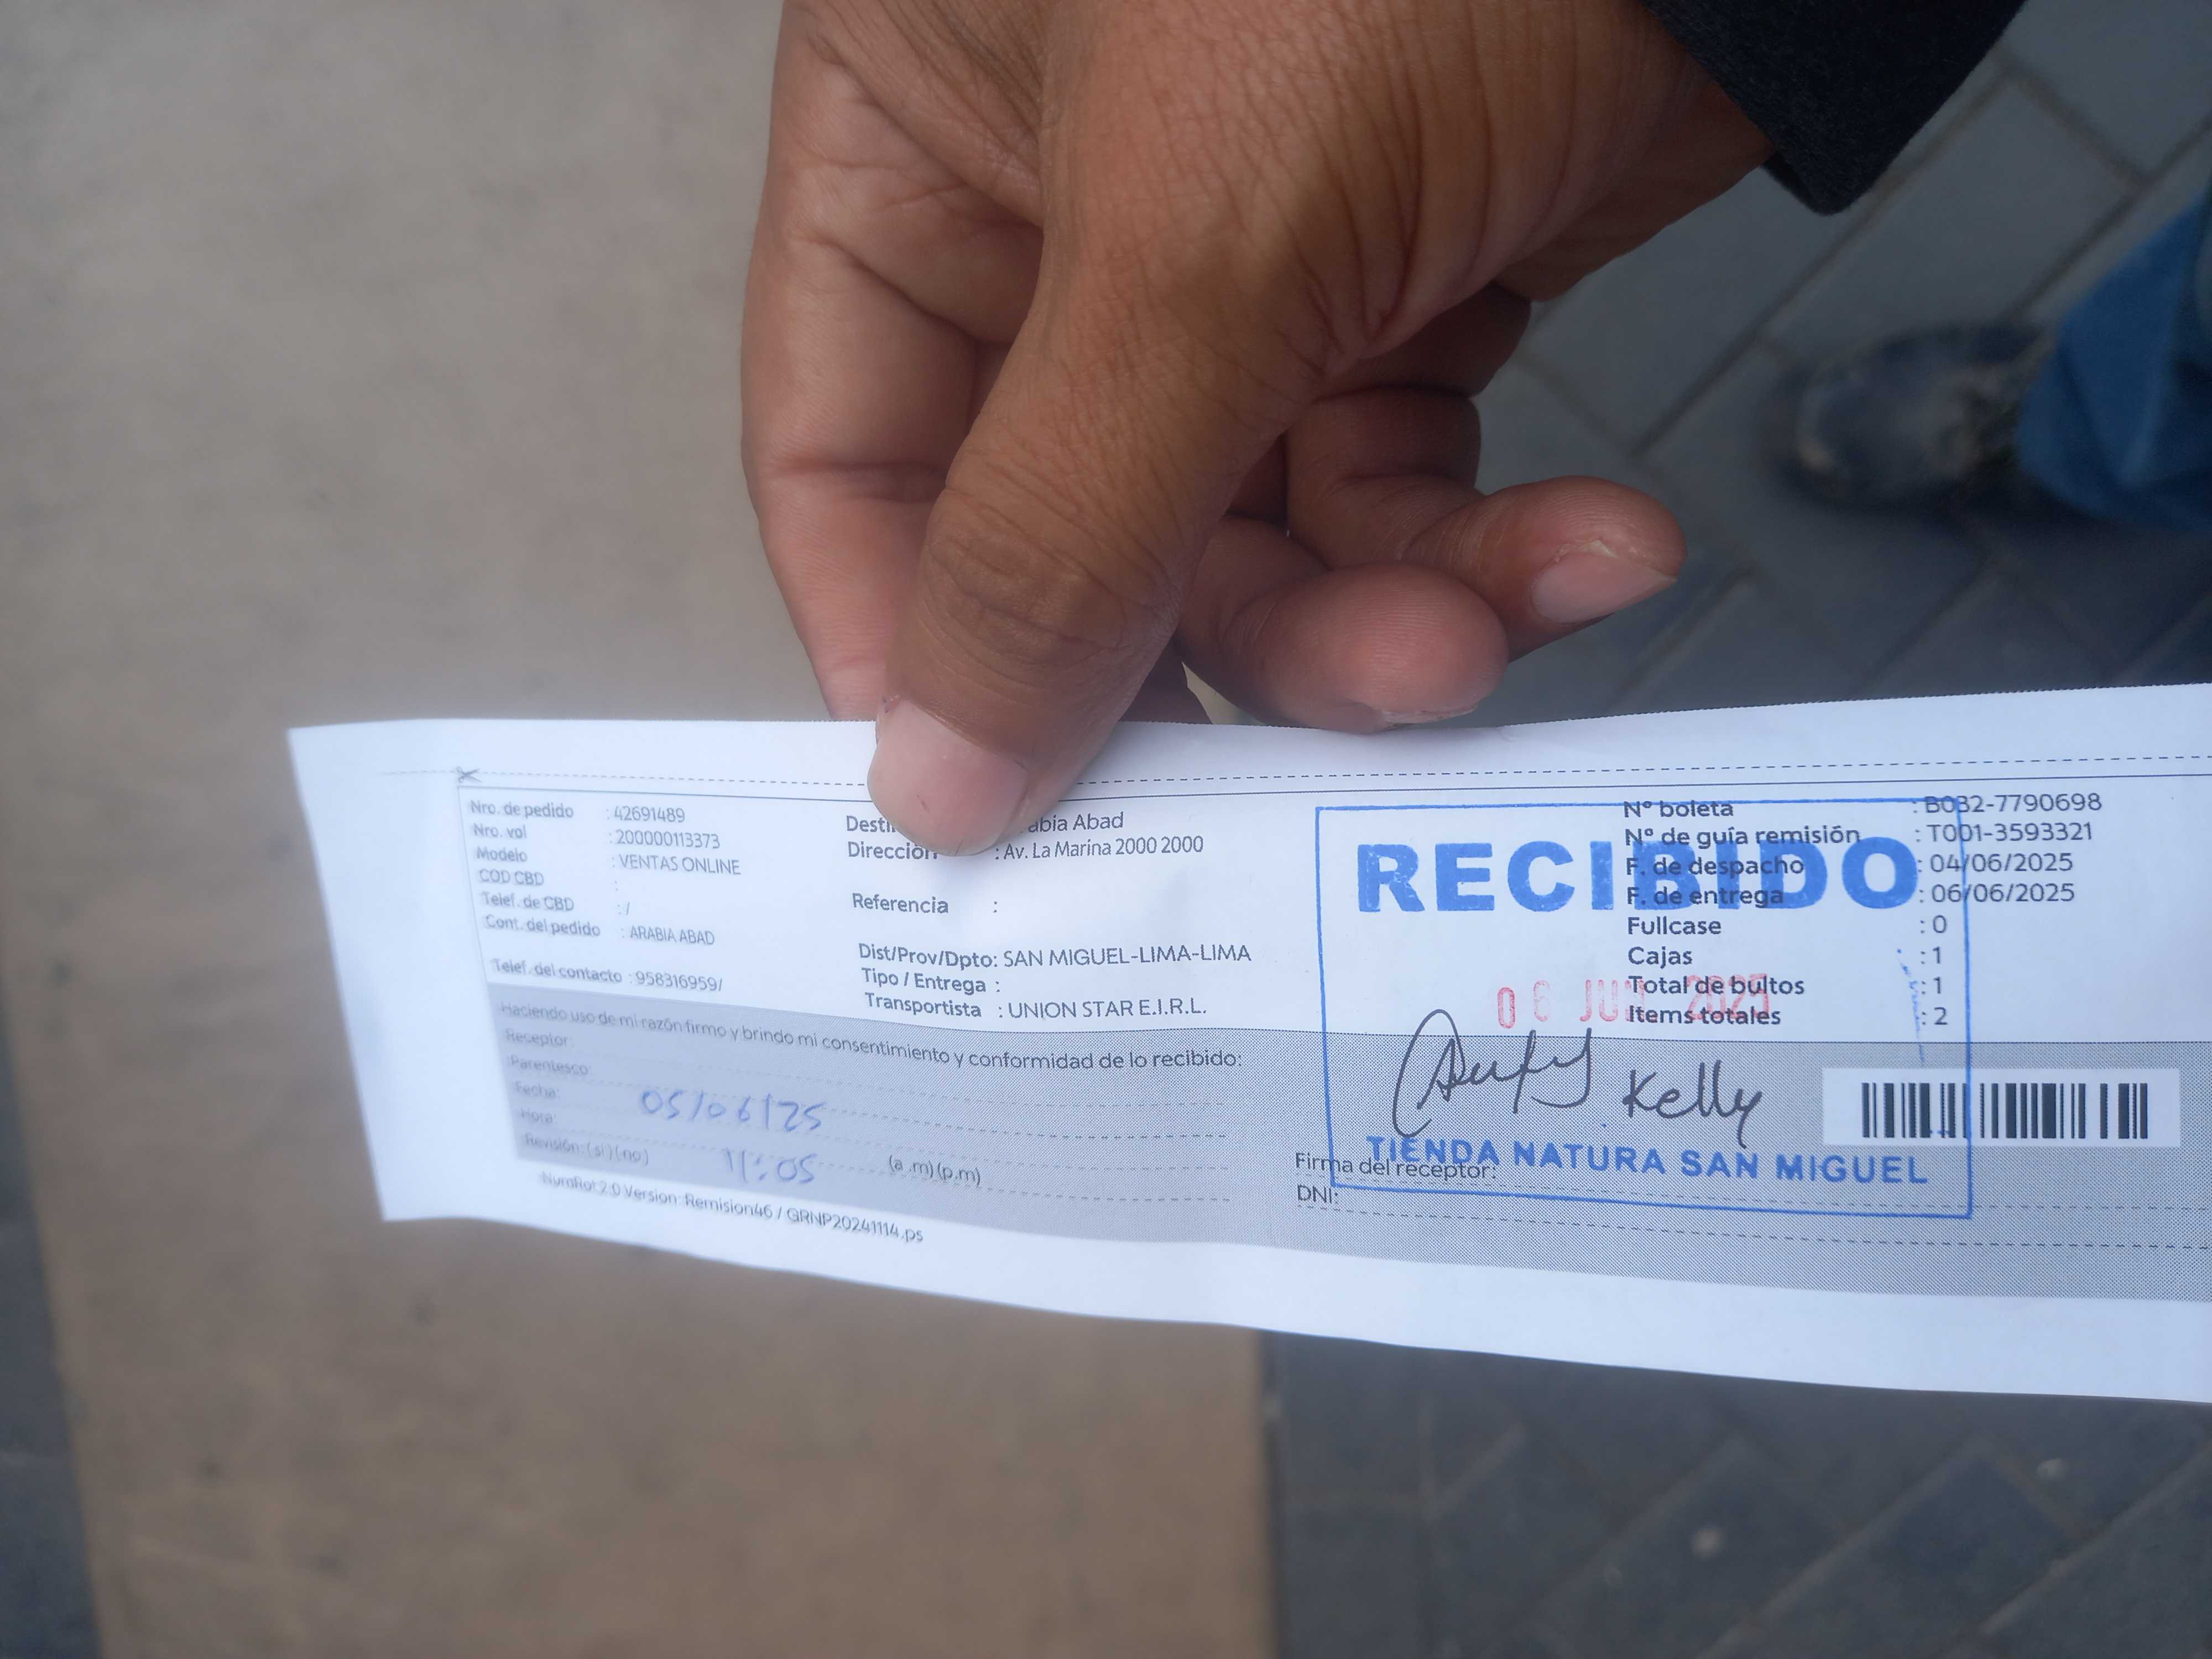 Nro. de pedido : 42691489
Nro. vol : 200000113373
Modelo : VENTAS ONLINE
COD CBD :
Telef. de CBD : /
Cont. del pedido : ARABIA ABAD
Telef. del contacto : 958316959/
abia Abad
Dirección : Av. La Marina 2000 2000
Referencia :
Dist/Prov/Dpto: SAN MIGUEL-LIMA-LIMA
Tipo / Entrega :
Transportista : UNION STAR E.I.R.L.
Nº boleta : B032-7790698
Nº de guía remisión : T001-3593321
F. de despacho : 04/06/2025
F. de entrega : 06/06/2025
Fullcase : 0
Cajas : 1
Total de bultos : 1
Items totales : 2
RECIBIDO
06 JUN 2025
Kelly
TIENDA NATURA SAN MIGUEL
Haciendo uso de mi razón firmo y brindo mi consentimiento y conformidad de lo recibido:
Receptor:
Parentesco:
Fecha: 05/06/25
Hora: 11:05 (a.m)(p.m)
Revisión: (si) (no)
Firma del receptor:
DNI:
NumRot 2.0 Version: Remision46 / GRNP20241114.ps